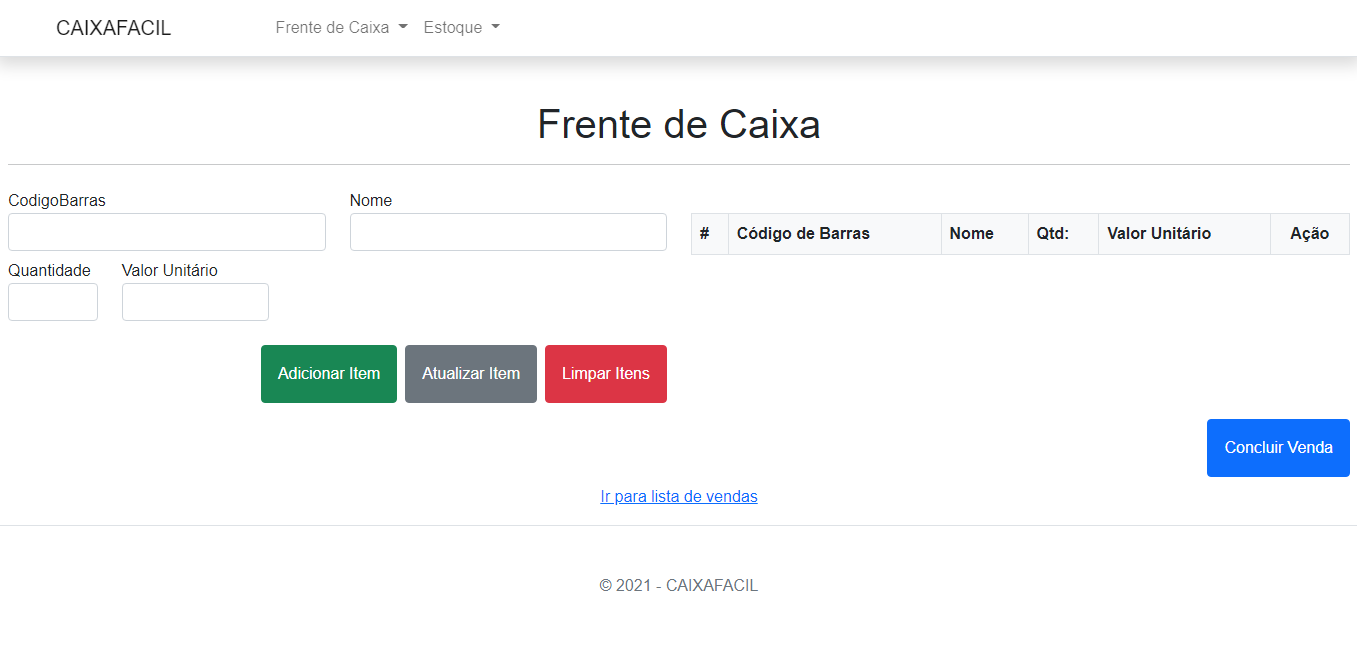 CAIXAFACIL Frente de Caixa Estoque
Frente de Caixa
CodigoBarras Nome
# Código de Barras Nome Qtd: Valor Unitário Ação
Quantidade Valor Unitário
Adicionar Item Atualizar Item Limpar Itens
Concluir Venda
Ir para lista de vendas
© 2021 - CAIXAFACIL